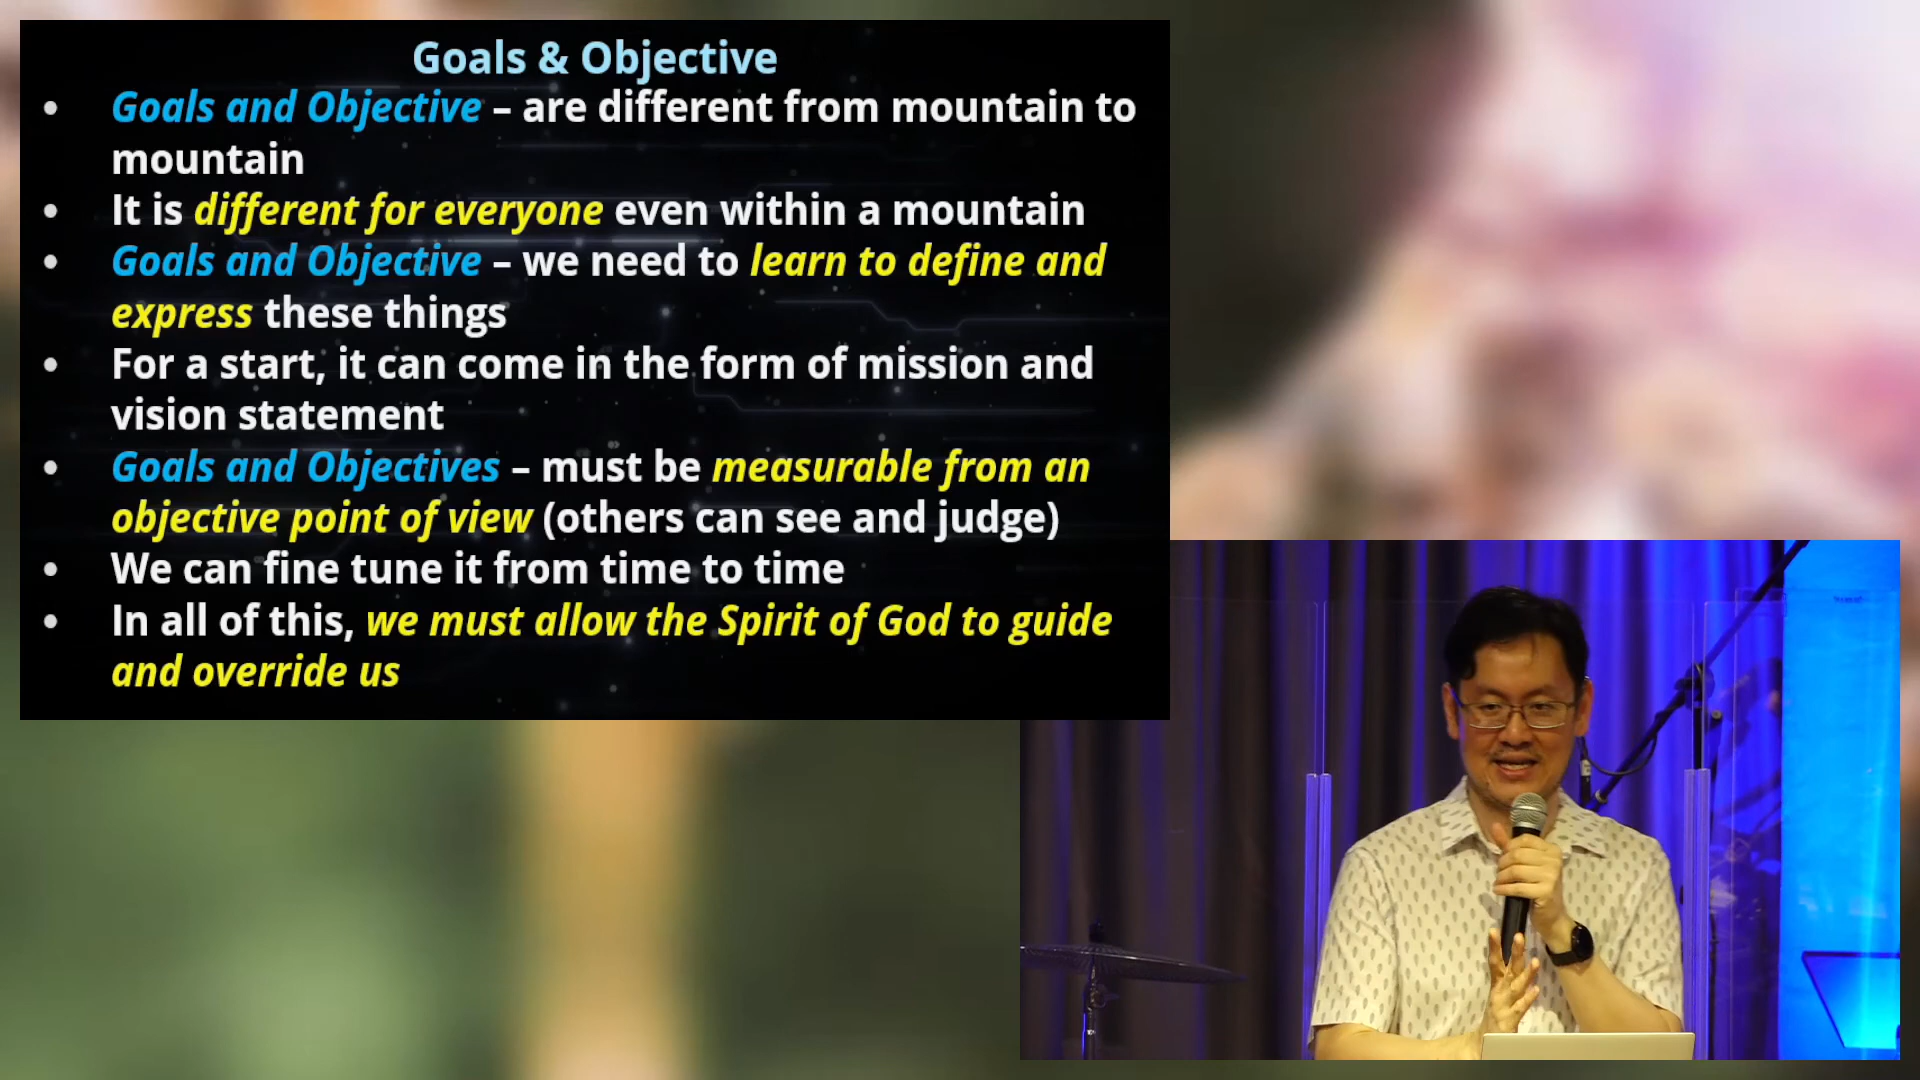 Goals & Objective
• Goals and Objective – are different from mountain to
mountain
• It is different for everyone even within a mountain
• Goals and Objective – we need to learn to define and
express these things
• For a start, it can come in the form of mission and
vision statement
• Goals and Objectives – must be measurable from an
objective point of view (others can see and judge)
• We can fine tune it from time to time
• In all of this, we must allow the Spirit of God to guide
and override us